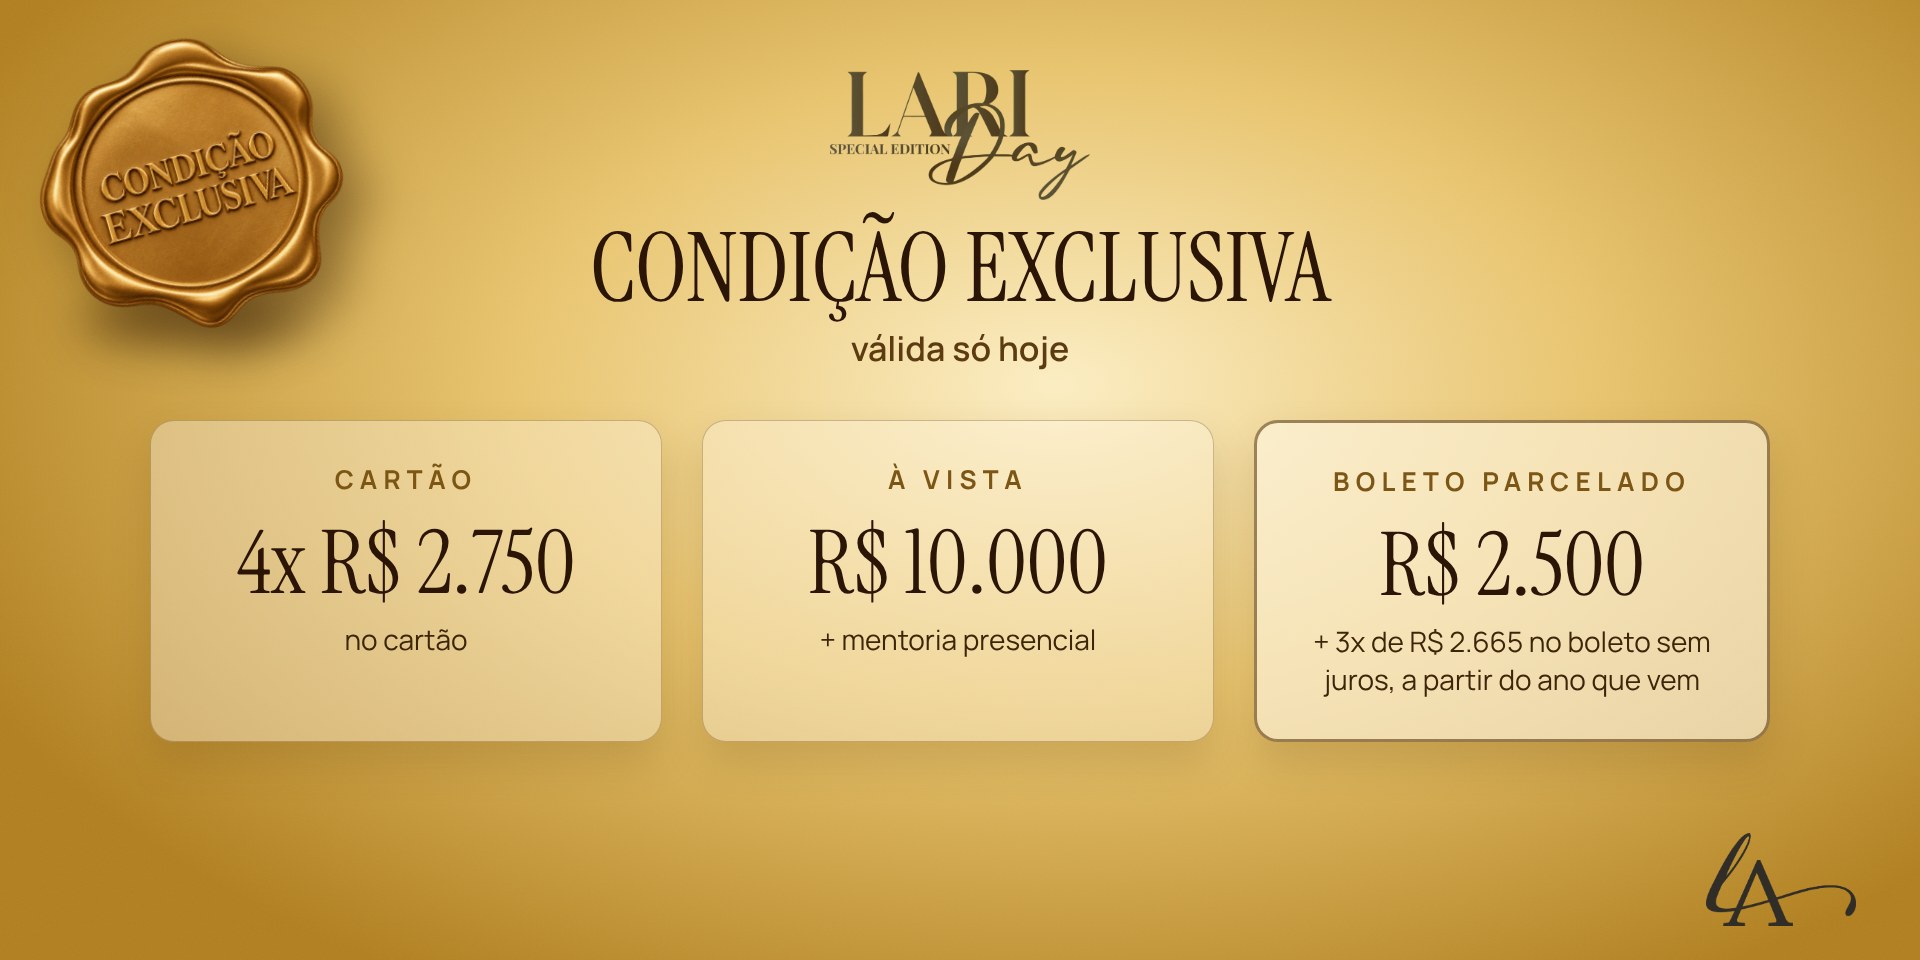 CONDIÇÃO
EXCLUSIVA
LARI
SPECIAL EDITION Day
CONDIÇÃO EXCLUSIVA
válida só hoje
CARTÃO
4x R$ 2.750
no cartão
À VISTA
R$ 10.000
+ mentoria presencial
BOLETO PARCELADO
R$ 2.500
+ 3x de R$ 2.665 no boleto sem
juros, a partir do ano que vem
lA